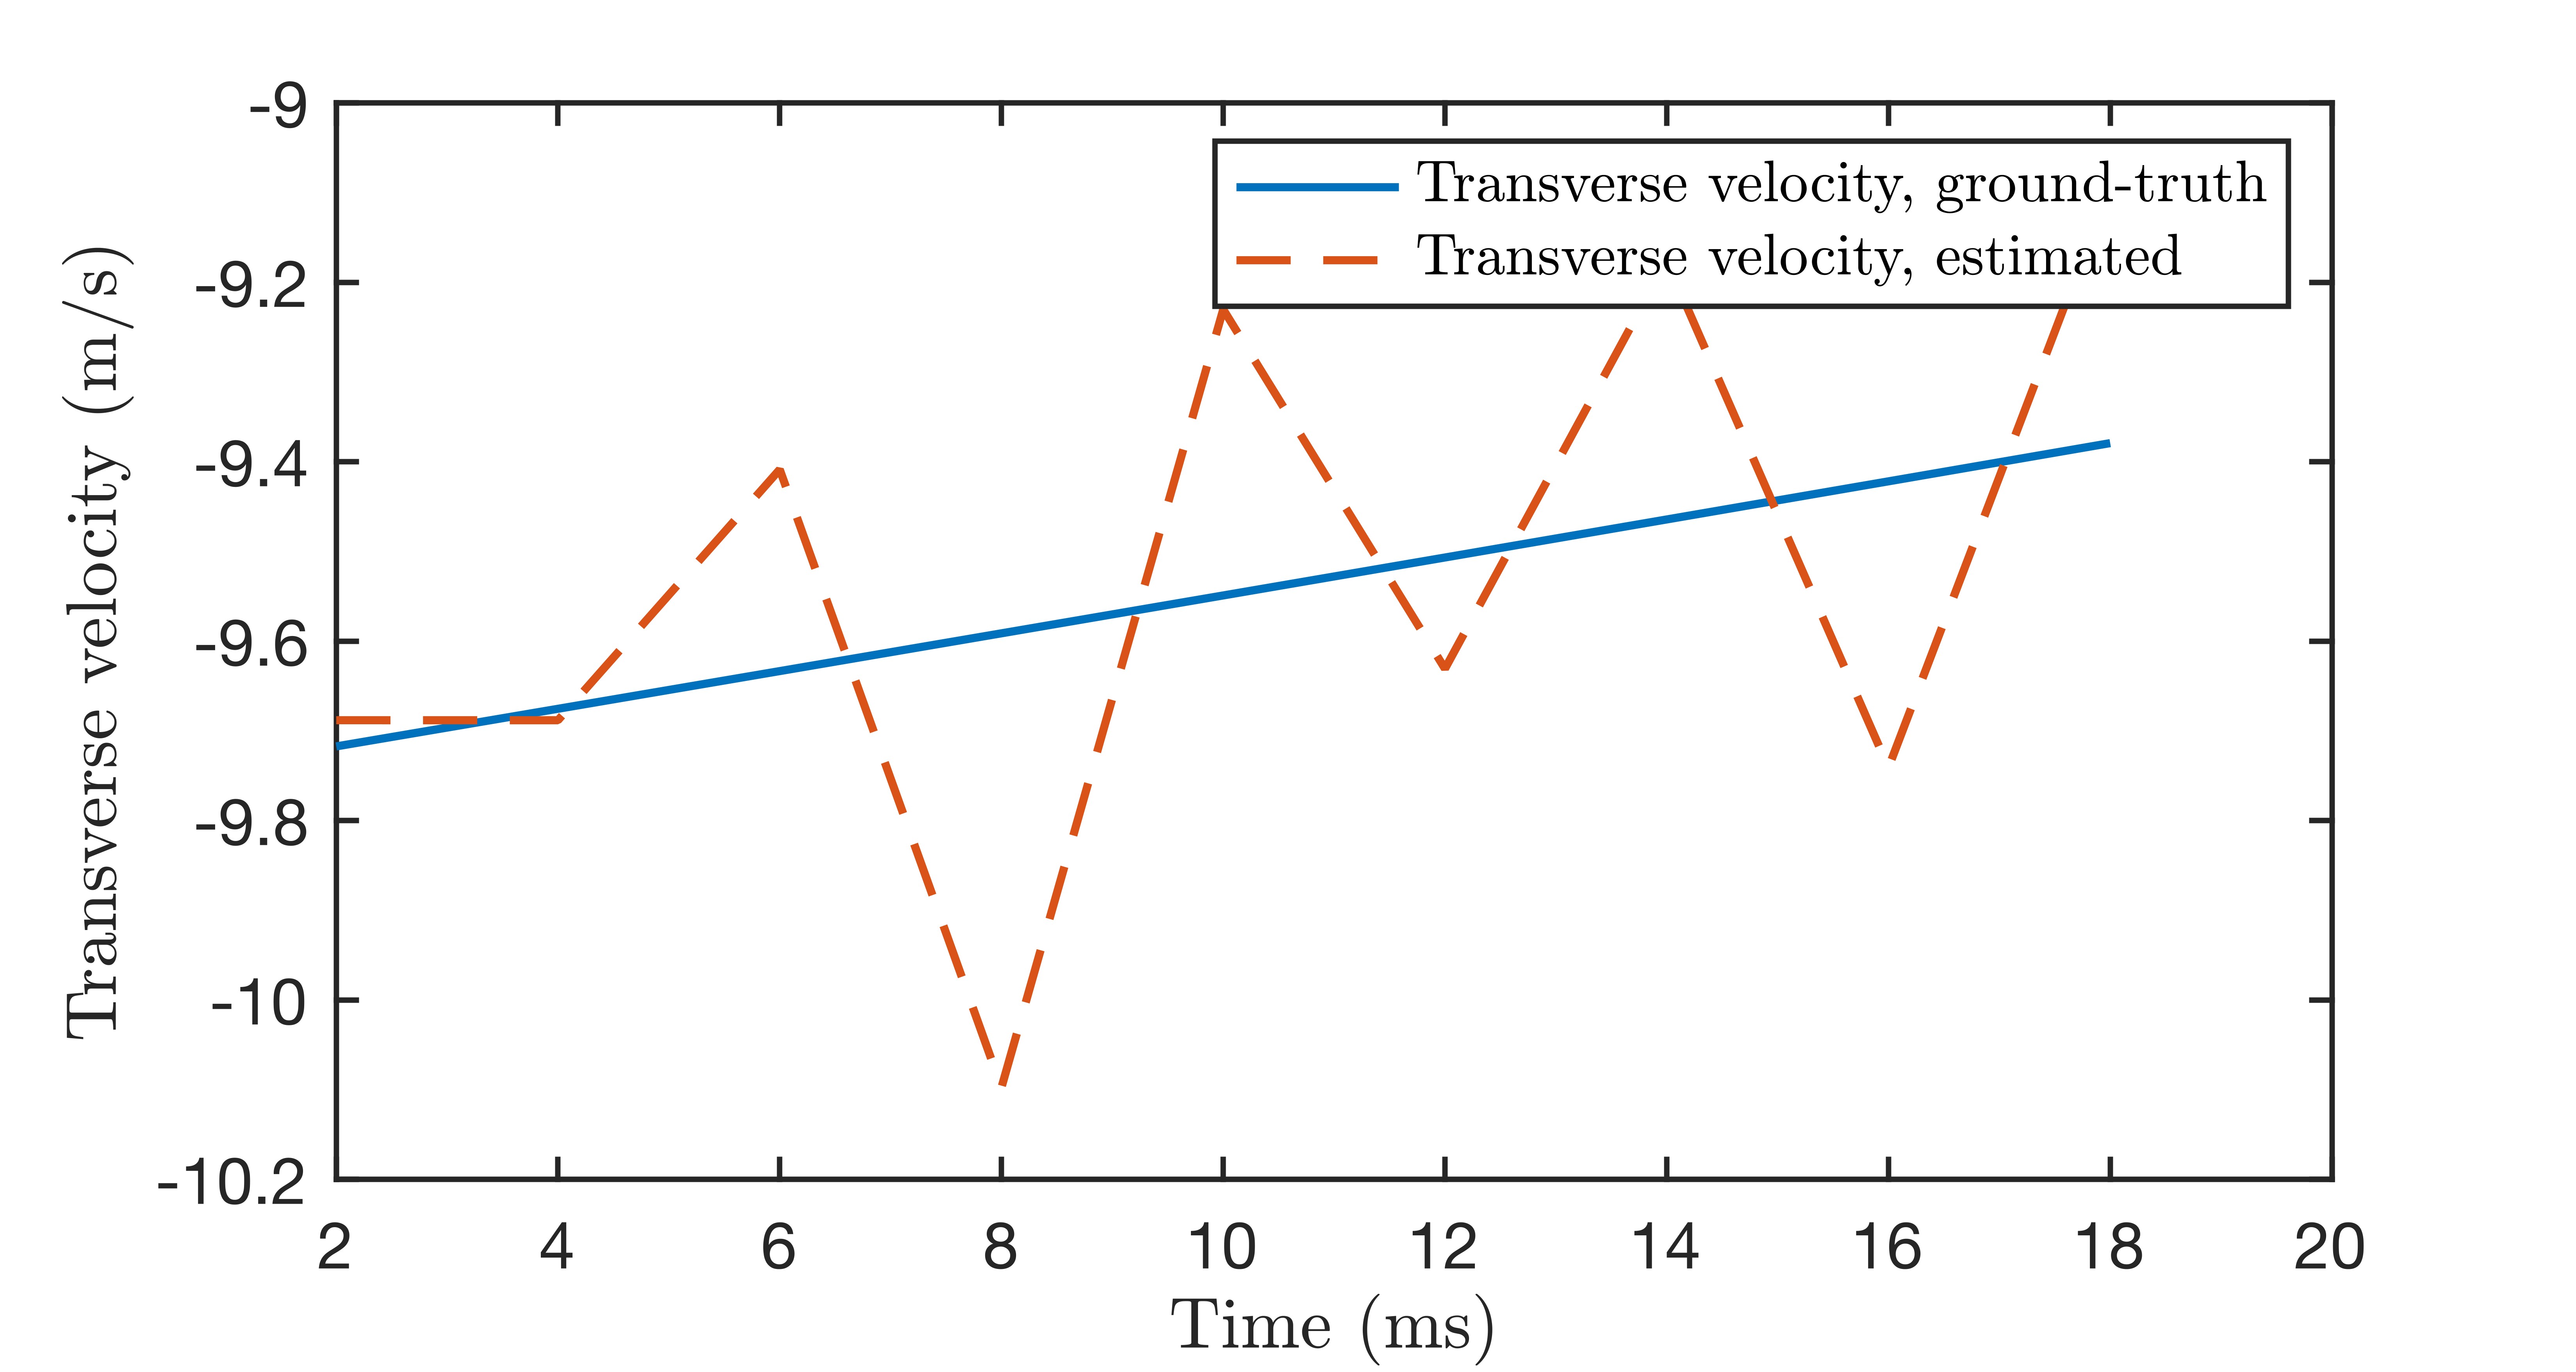 -9
-9.2
-9.4
-9.6
-9.8
-10
-10.2
Transverse velocity (m/s)
Transverse velocity, ground-truth
Transverse velocity, estimated
2 4 6 8 10 12 14 16 18 20
Time (ms)